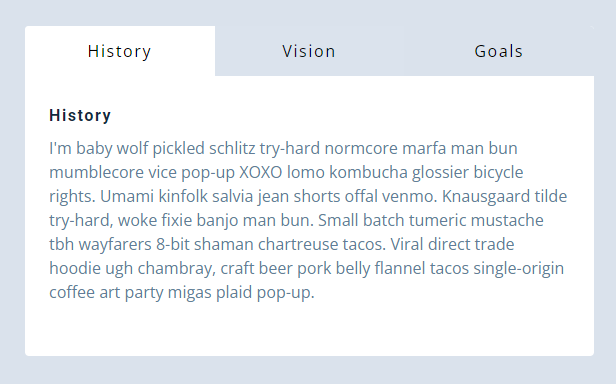 History Vision Goals
History
I'm baby wolf pickled schlitz try-hard normcore marfa man bun
mumblecore vice pop-up XOXO lomo kombucha glossier bicycle
rights. Umami kinfolk salvia jean shorts offal venmo. Knausgaard tilde
try-hard, woke fixie banjo man bun. Small batch tumeric mustache
tbh wayfarers 8-bit shaman chartreuse tacos. Viral direct trade
hoodie ugh chambray, craft beer pork belly flannel tacos single-origin
coffee art party migas plaid pop-up.